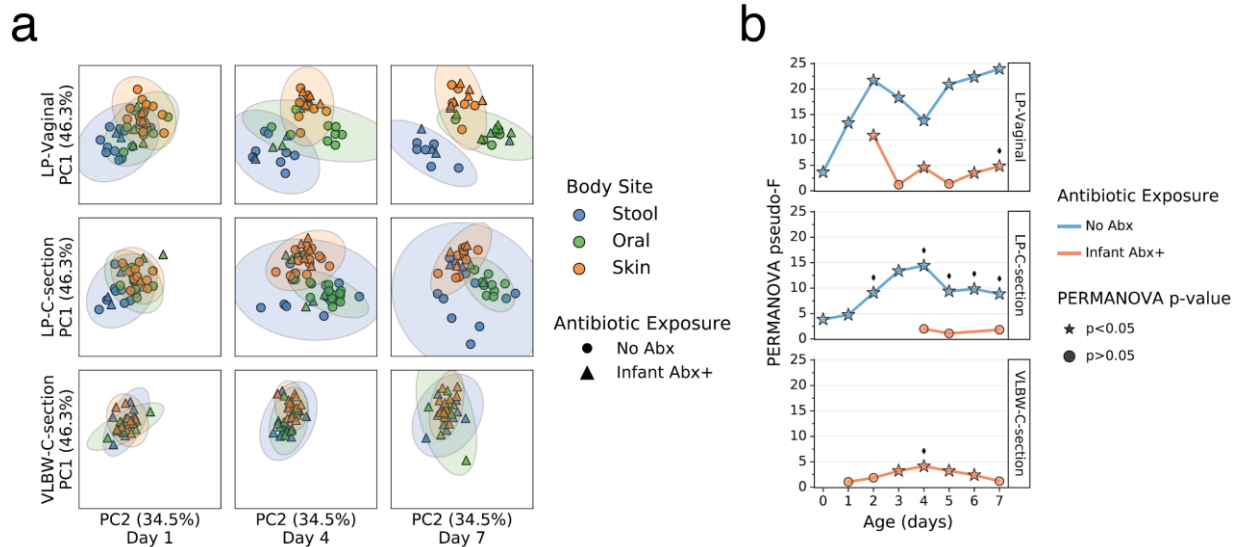 a
LP-Vaginal
PC1 (46.3%)
LP-C-section
PC1 (46.3%)
VLBW-C-section
PC1 (46.3%)
PC2 (34.5%)
Day 1
PC2 (34.5%)
Day 4
PC2 (34.5%)
Day 7
Body Site
Stool
Oral
Skin
Antibiotic Exposure
No Abx
Infant Abx+
b
PERMANOVA pseudo-F
25
20
15
10
5
0
LP-Vaginal
25
20
15
10
5
0
LP-C-section
25
20
15
10
5
0
VLBW-C-section
0 1 2 3 4 5 6 7
Age (days)
Antibiotic Exposure
No Abx
Infant Abx+
PERMANOVA p-value
p<0.05
p>0.05